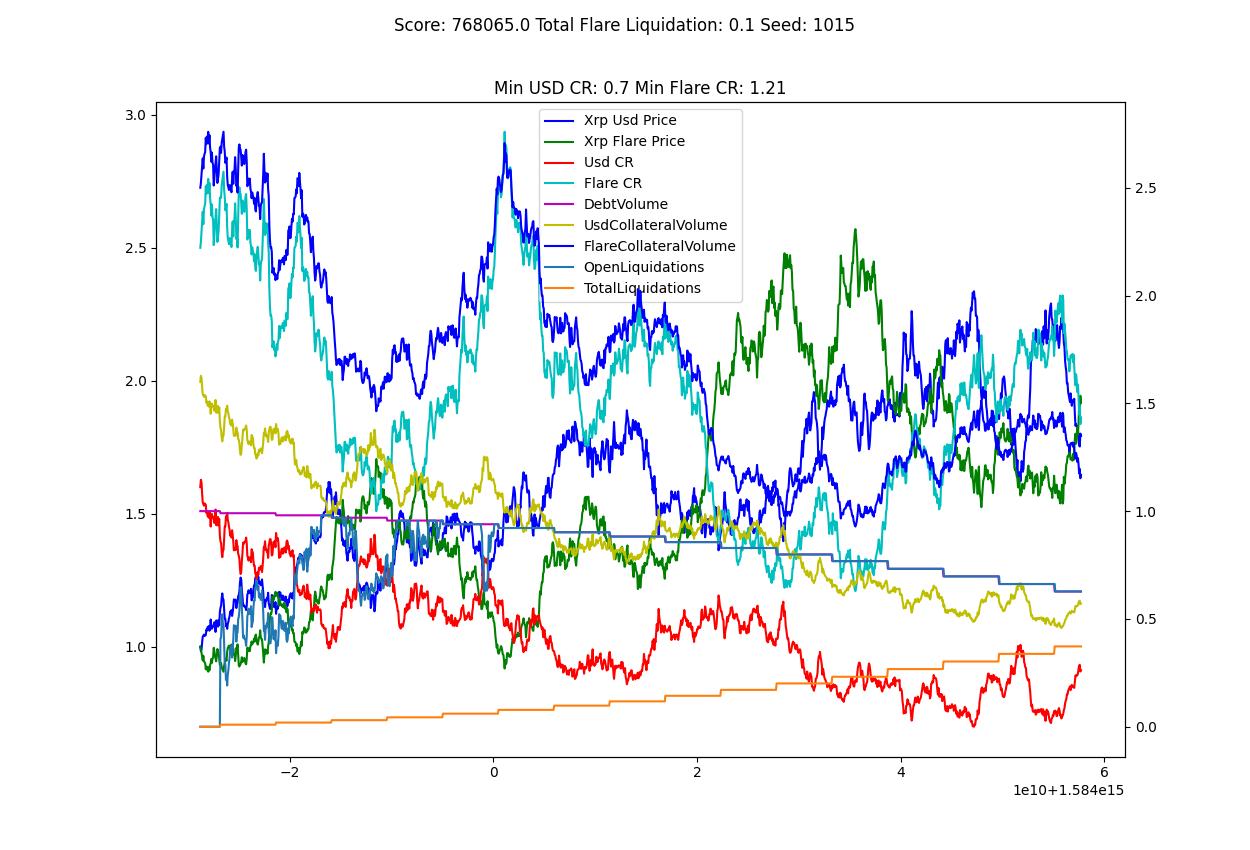 Score: 768065.0 Total Flare Liquidation: 0.1 Seed: 1015
Min USD CR: 0.7 Min Flare CR: 1.21
Xrp Usd Price
Xrp Flare Price
Usd CR
Flare CR
DebtVolume
UsdCollateralVolume
FlareCollateralVolume
OpenLiquidations
TotalLiquidations
3.0
2.5
2.0
1.5
1.0
2.5
2.0
1.5
1.0
0.5
0.0
−2 0 2 4 6
1e10+1.584e15